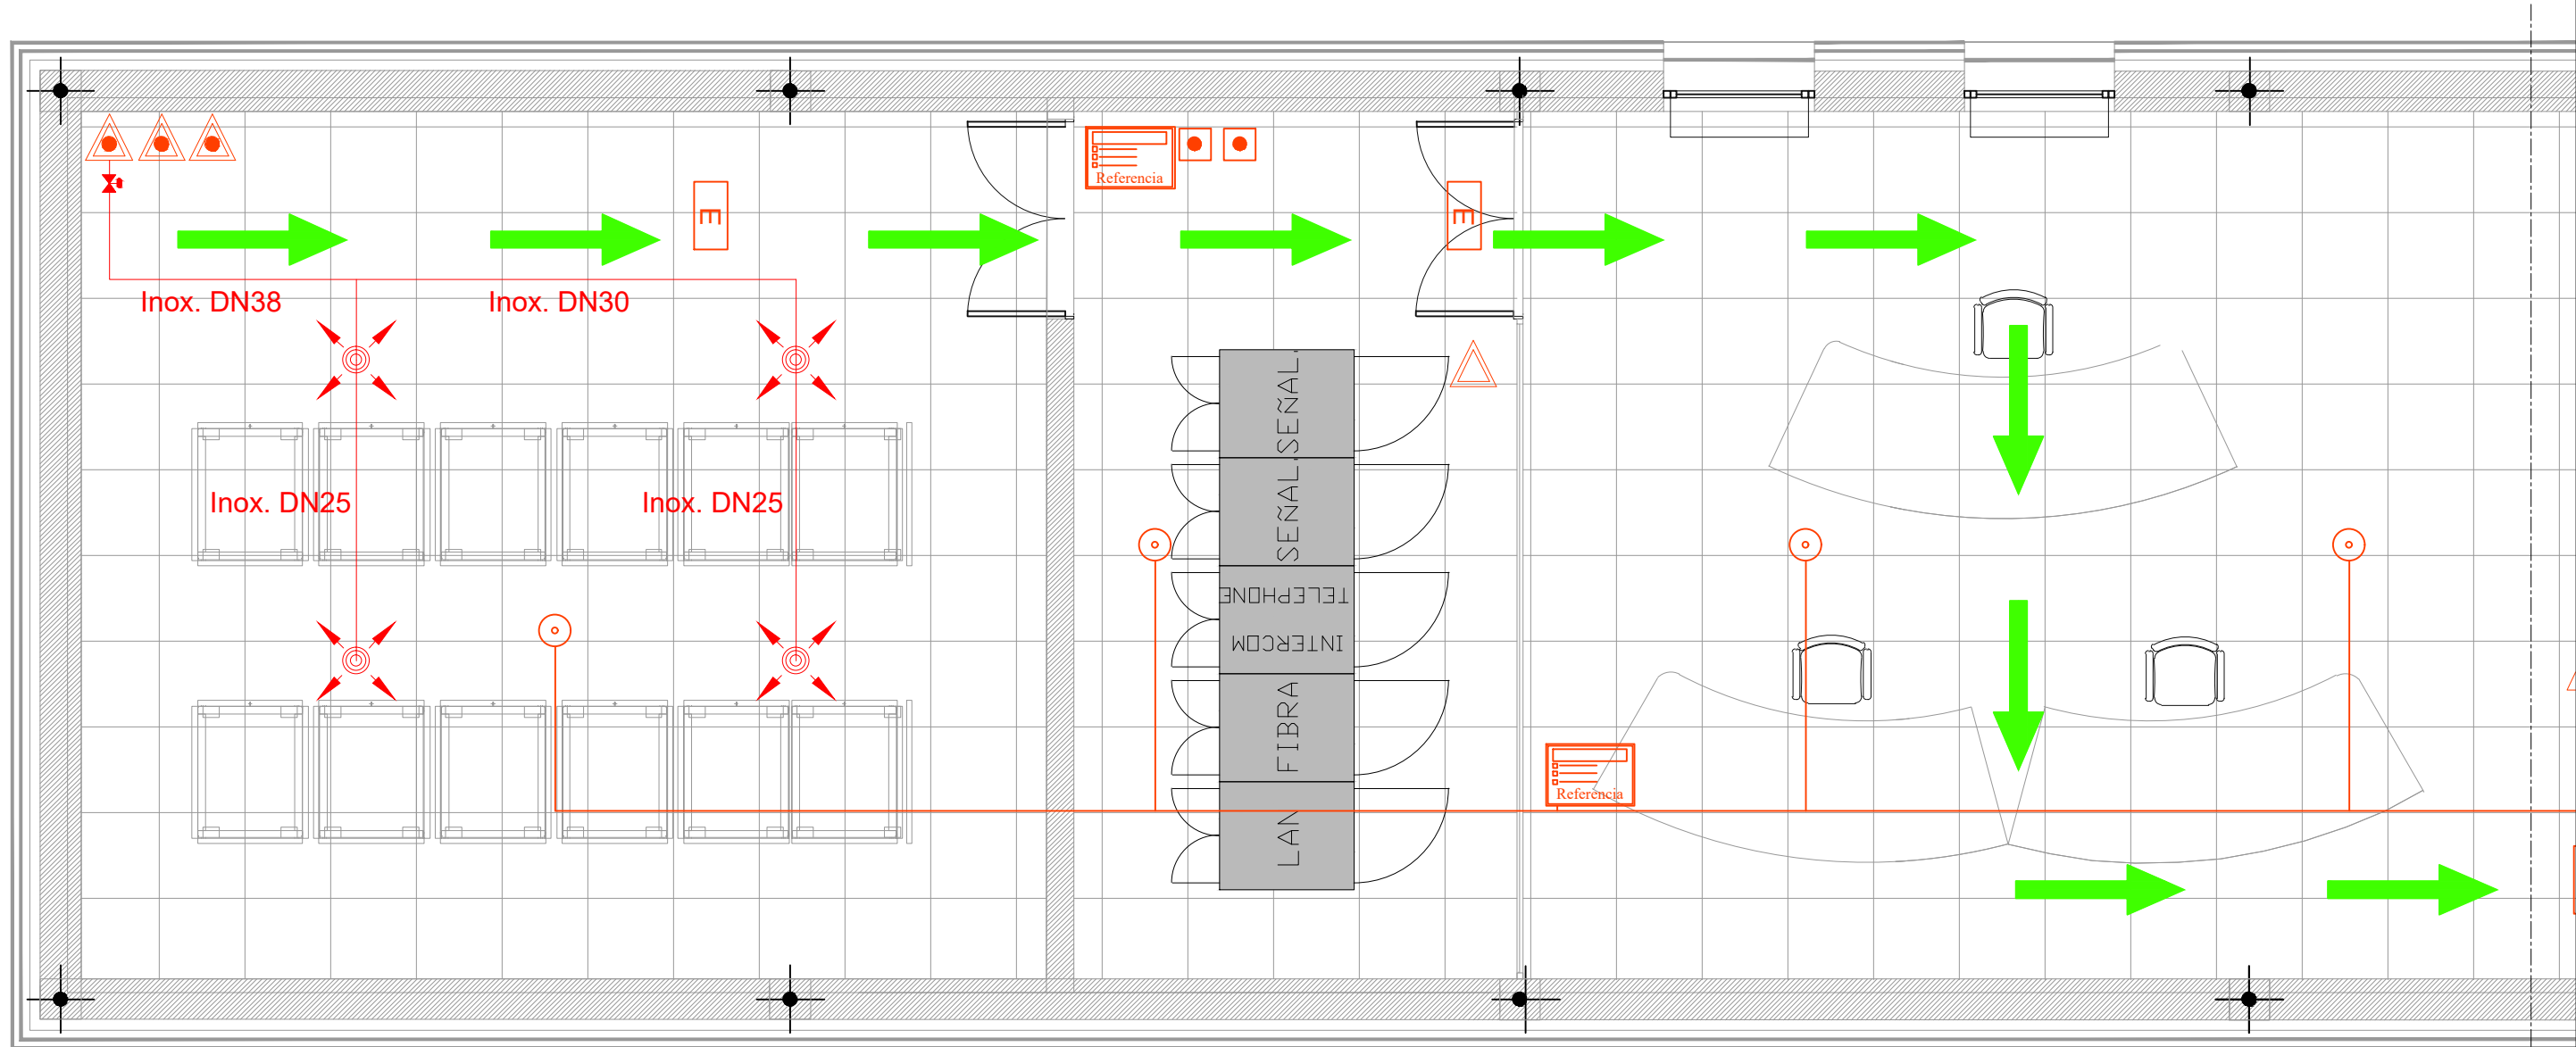 Referencia
E
E
Inox. DN38
Inox. DN30
SEÑAL.
SEÑAL.
Inox. DN25
Inox. DN25
TELEPHONE
INTERCOM
FIBRA
Referencia
LAN